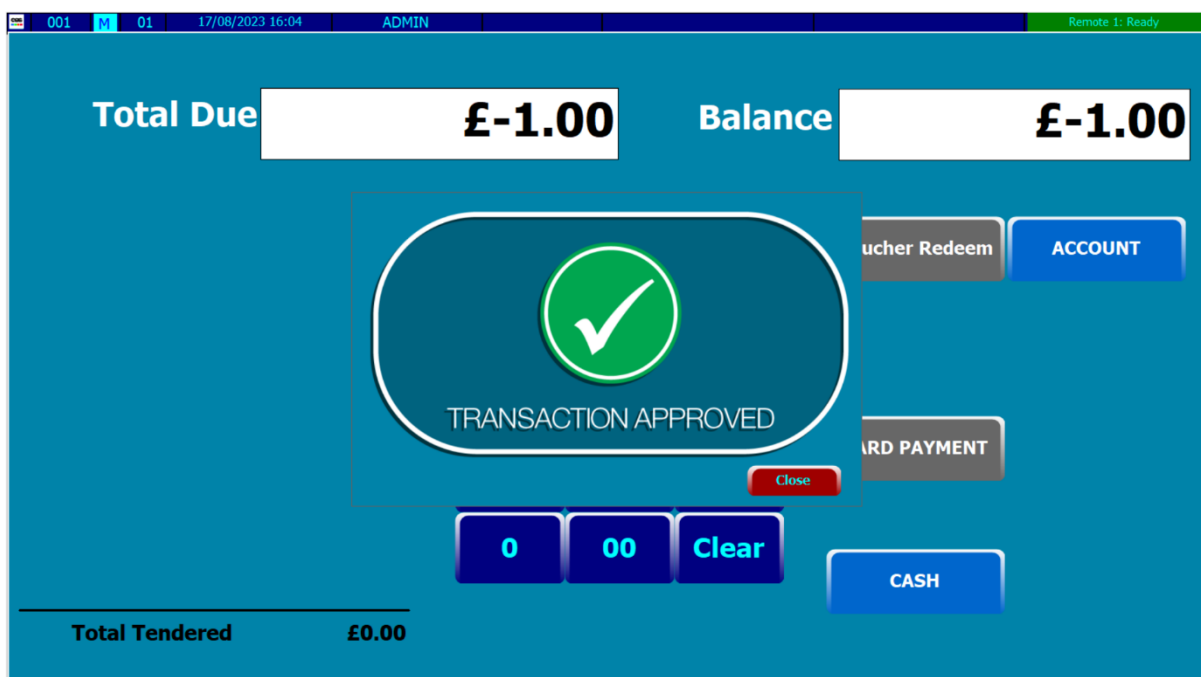 001 M 01 17/08/2023 16:04 ADMIN Remote 1: Ready
Total Due £-1.00 Balance £-1.00
ucher Redeem ACCOUNT
TRANSACTION APPROVED
ARD PAYMENT
Close
0 00 Clear
CASH
Total Tendered £0.00